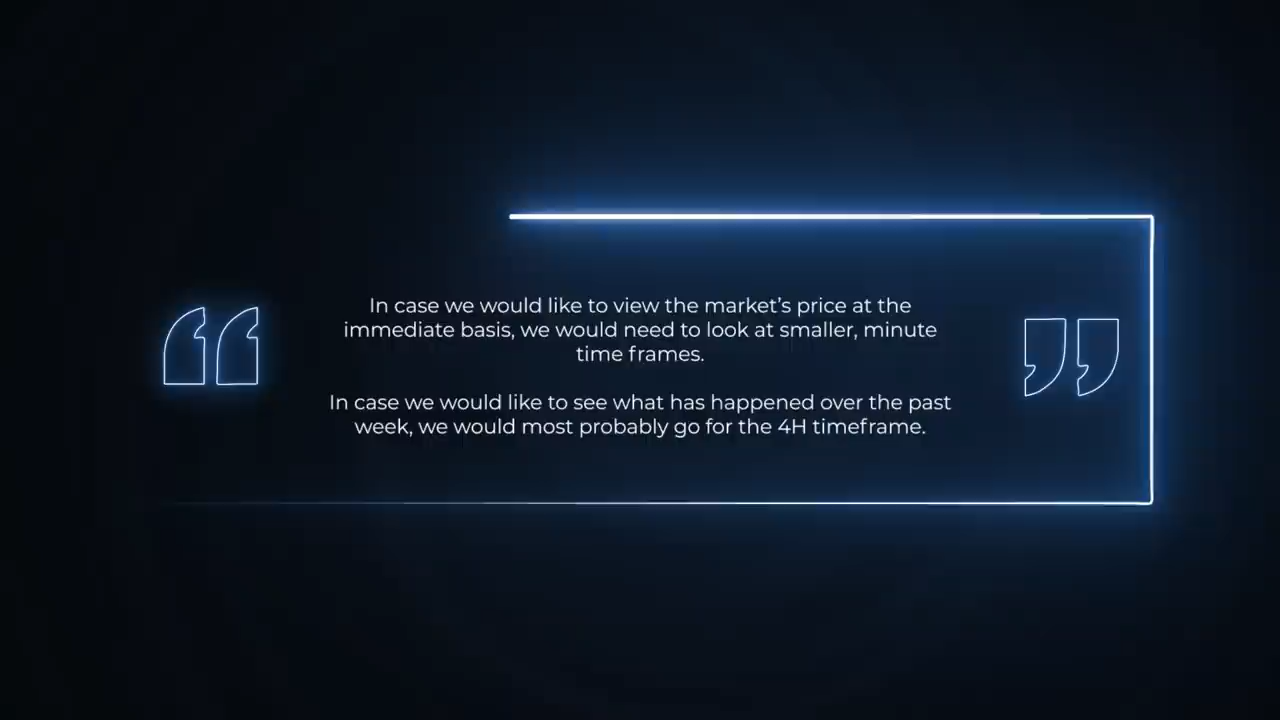 In case we would like to view the market’s price at the
immediate basis, we would need to look at smaller, minute
time frames.
In case we would like to see what has happened over the past
week, we would most probably go for the 4H timeframe.